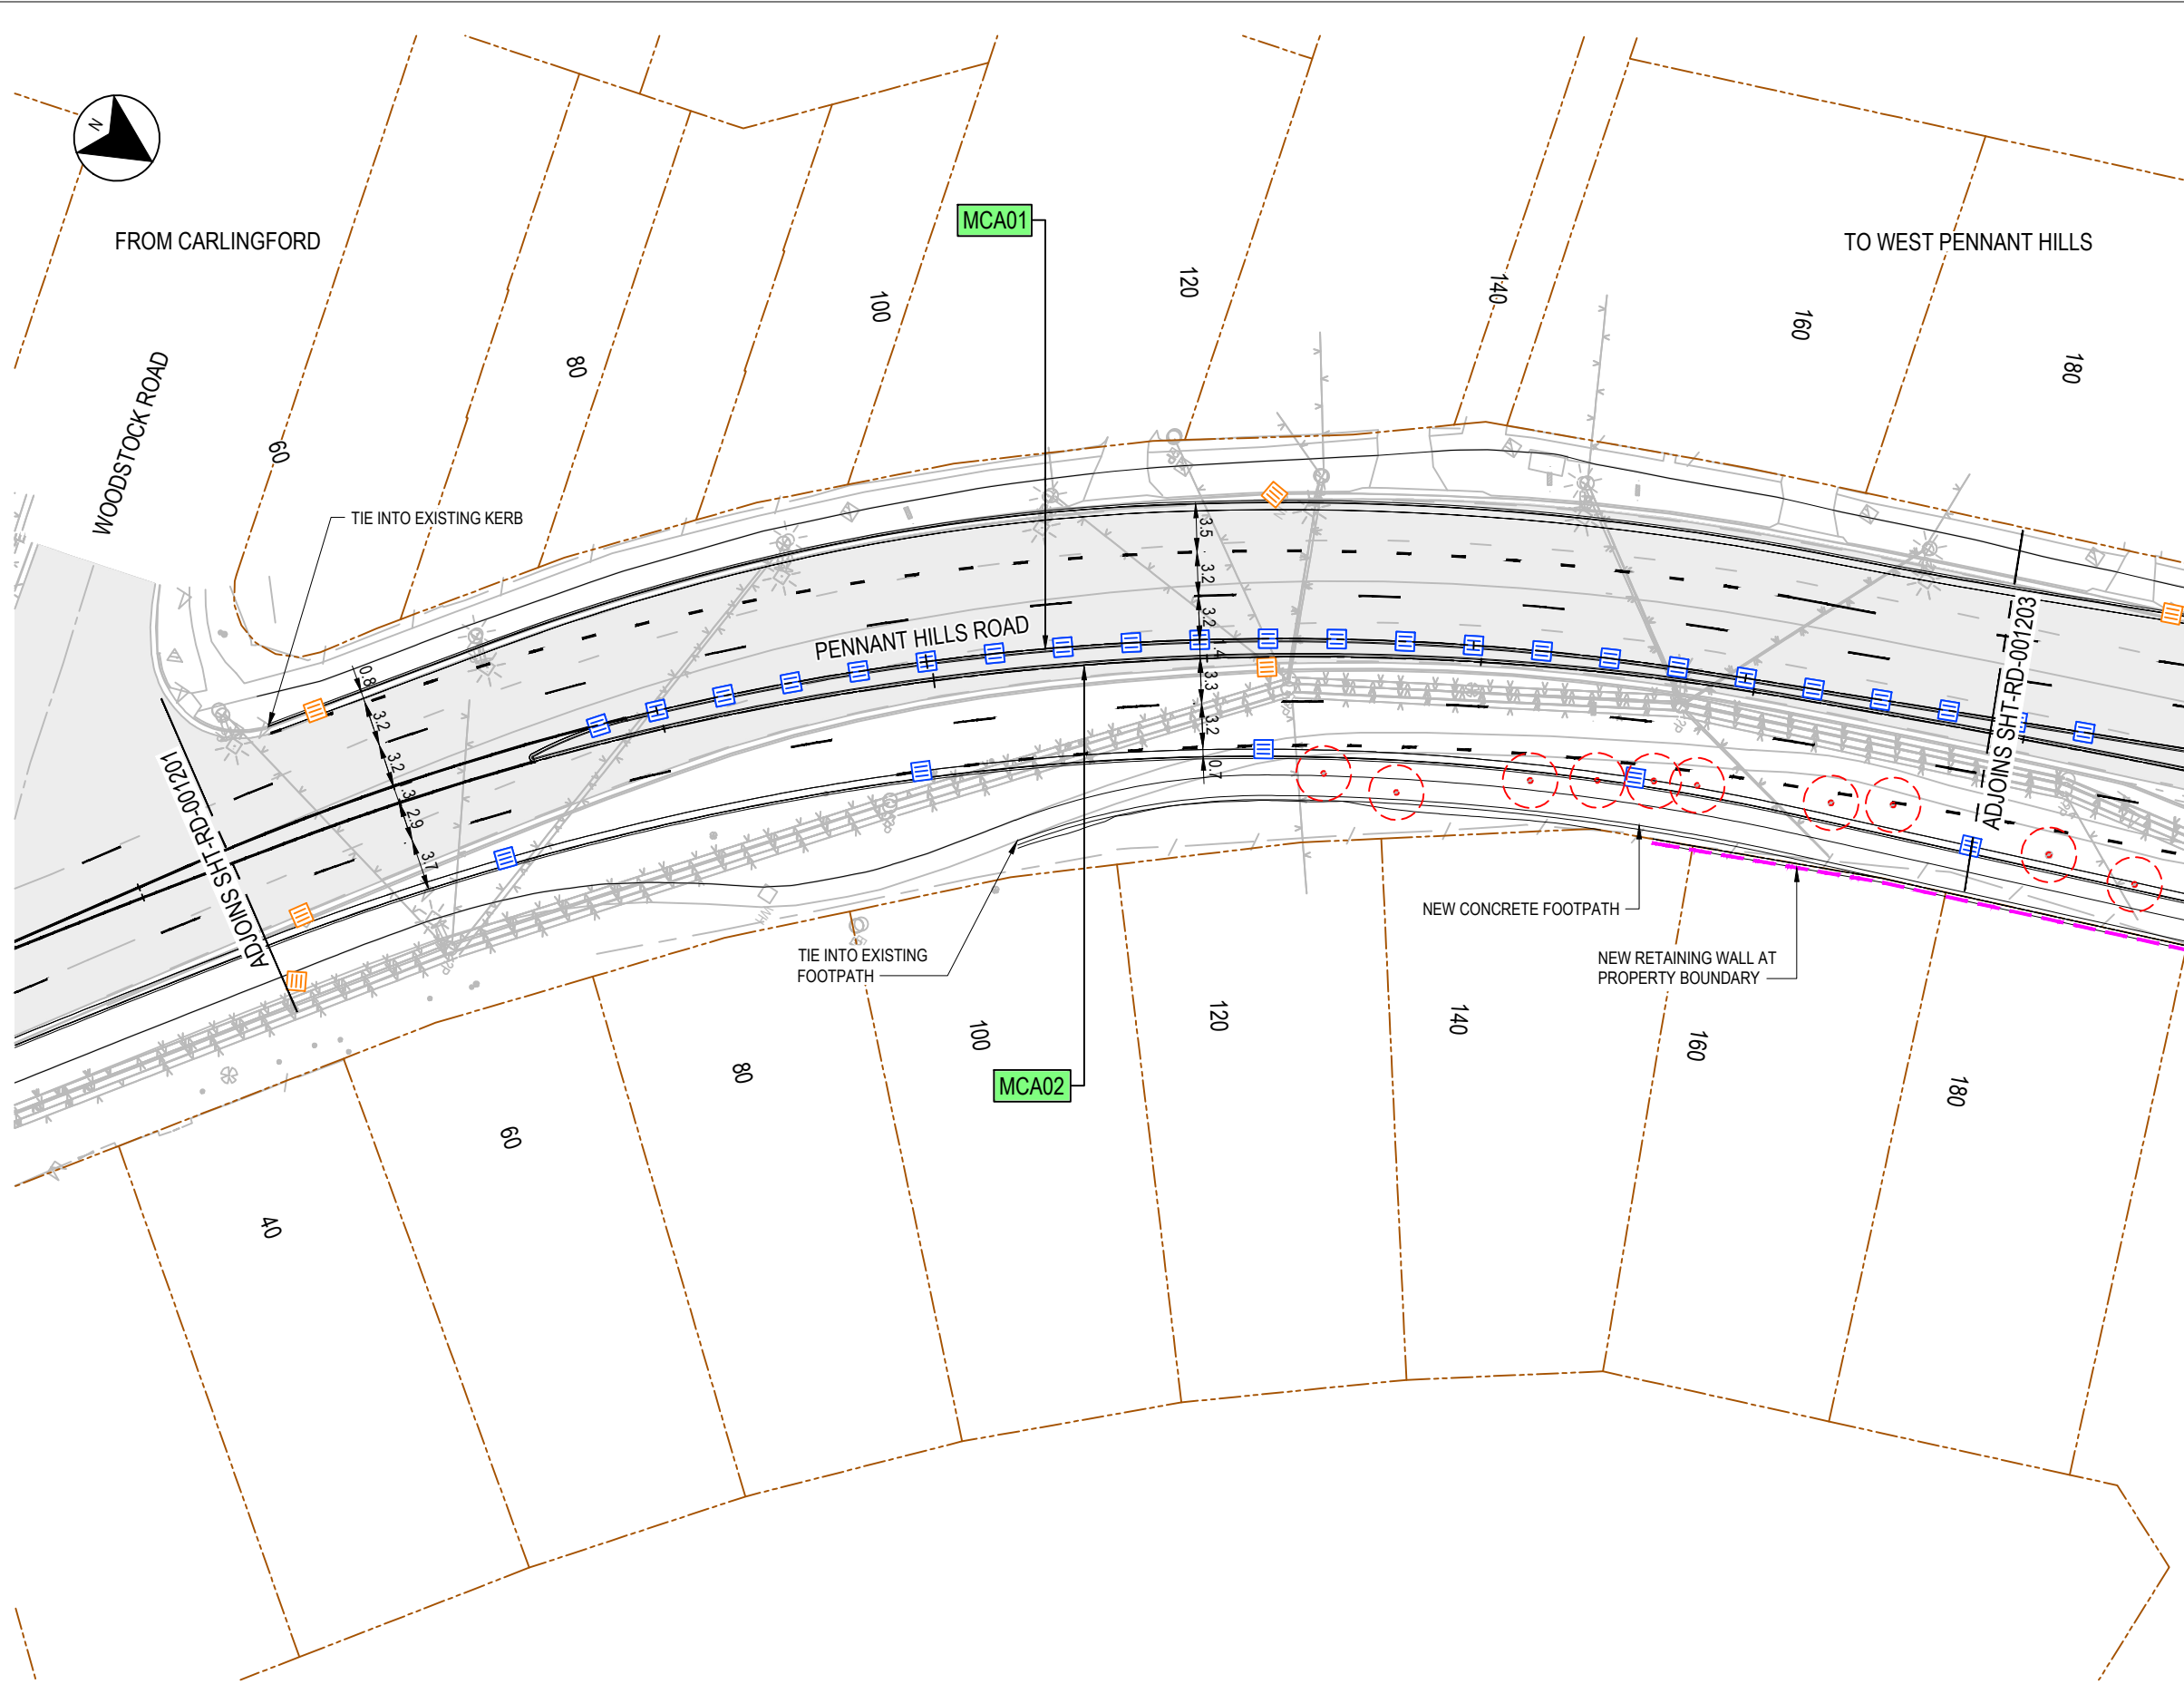 N
FROM CARLINGFORD
TO WEST PENNANT HILLS
MCA01
60
80
100
120
140
160
180
WOODSTOCK ROAD
TIE INTO EXISTING KERB
PENNANT HILLS ROAD
0.8
3.2
3.2
.3
2.9
3.7
3.5
3.2
3.2
1.4
3.3
3.2
0.7
ADJOINS SHT-RD-001201
ADJOINS SHT-RD-001203
NEW CONCRETE FOOTPATH
TIE INTO EXISTING
FOOTPATH
NEW RETAINING WALL AT
PROPERTY BOUNDARY
MCA02
40
60
80
100
120
140
160
180